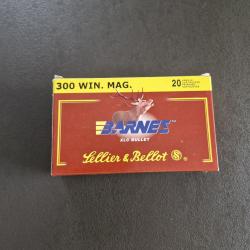 300 WIN. MAG.
20
BARNES
XLC BULLET
Sellier & Bellot
S